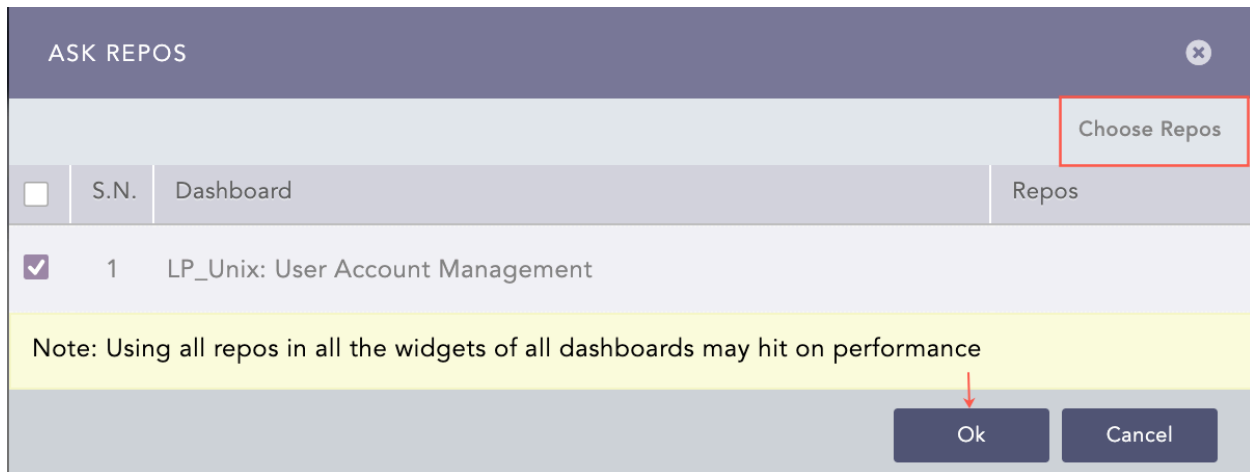 ASK REPOS
Choose Repos
S.N. Dashboard Repos
1 LP_Unix: User Account Management
Note: Using all repos in all the widgets of all dashboards may hit on performance
Ok Cancel